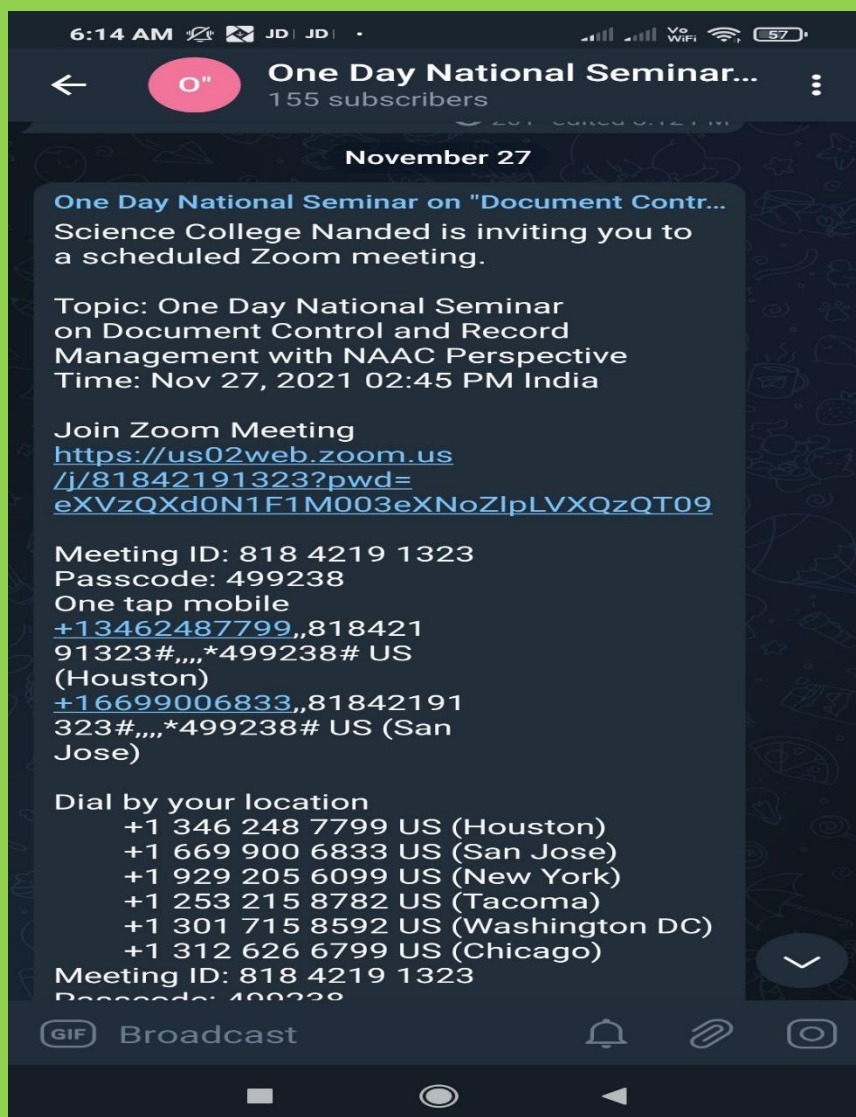 6:14 AM JD JD Vo WiFi 57
O" One Day National Seminar...
155 subscribers
November 27
One Day National Seminar on "Document Contr...
Science College Nanded is inviting you to
a scheduled Zoom meeting.
Topic: One Day National Seminar
on Document Control and Record
Management with NAAC Perspective
Time: Nov 27, 2021 02:45 PM India
Join Zoom Meeting
https://us02web.zoom.us
/j/81842191323?pwd=
eXVzQXd0N1F1M003eXNoZlpLVXQzQT09
Meeting ID: 818 4219 1323
Passcode: 499238
One tap mobile
+13462487799,,818421
91323#,,,,*499238# US
(Houston)
+16699006833,,81842191
323#,,,,*499238# US (San
Jose)
Dial by your location
+1 346 248 7799 US (Houston)
+1 669 900 6833 US (San Jose)
+1 929 205 6099 US (New York)
+1 253 215 8782 US (Tacoma)
+1 301 715 8592 US (Washington DC)
+1 312 626 6799 US (Chicago)
Meeting ID: 818 4219 1323
Passcode: 499238
GIF Broadcast